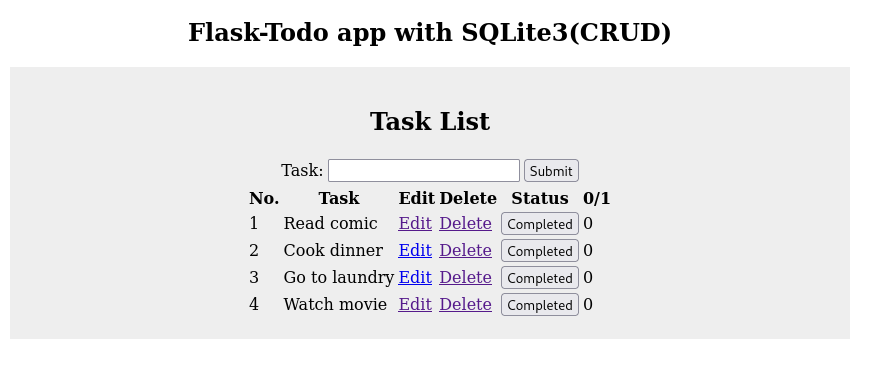 Flask-Todo app with SQLite3(CRUD)
Task List
Task: Submit
No. Task Edit Delete Status 0/1
1 Read comic Edit Delete Completed 0
2 Cook dinner Edit Delete Completed 0
3 Go to laundry Edit Delete Completed 0
4 Watch movie Edit Delete Completed 0